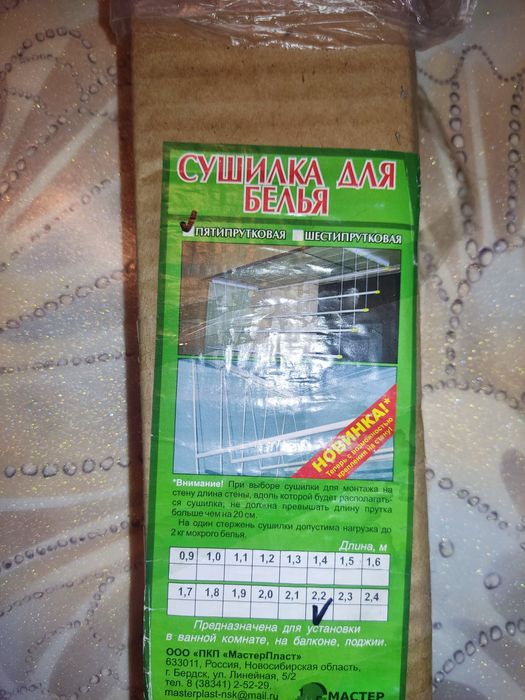 СУШИЛКА ДЛЯ
БЕЛЬЯ
ПЯТИПРУТКОВАЯ ШЕСТИПРУТКОВАЯ
НОВИНКА!*
Теперь с возможностью
крепления на стену!
*Внимание! При выборе сушилки для монтажа на
стену длина стены, вдоль которой будет располагать-
ся сушилка, не должна превышать длину прутка
больше чем на 20 см.
На один стержень сушилки допустима нагрузка до
2 кг мокрого белья.
Длина, м
0,9 1,0 1,1 1,2 1,3 1,4 1,5 1,6
1,7 1,8 1,9 2,0 2,1 2,2 2,3 2,4
Предназначена для установки
в ванной комнате, на балконе, лоджии.
ООО «ПКП «МастерПласт»
633011, Россия, Новосибирская область,
г. Бердск, ул. Линейная, 5/2
тел. 8 (38341) 2-52-29.
masterplast-nsk@mail.ru
МАСТЕР